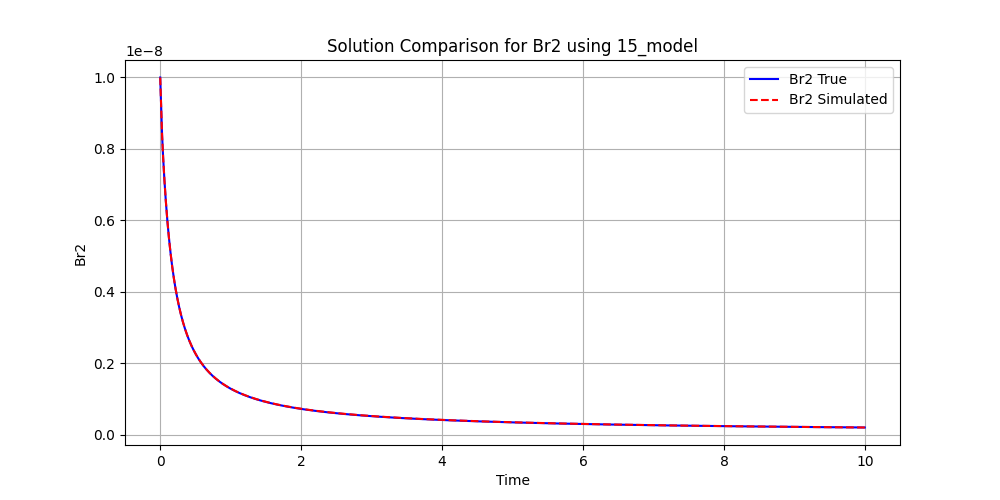 Solution Comparison for Br2 using 15_model
1e−8
Br2 True
Br2 Simulated
1.0
0.8
0.6
0.4
0.2
0.0
Br2
0 2 4 6 8 10
Time